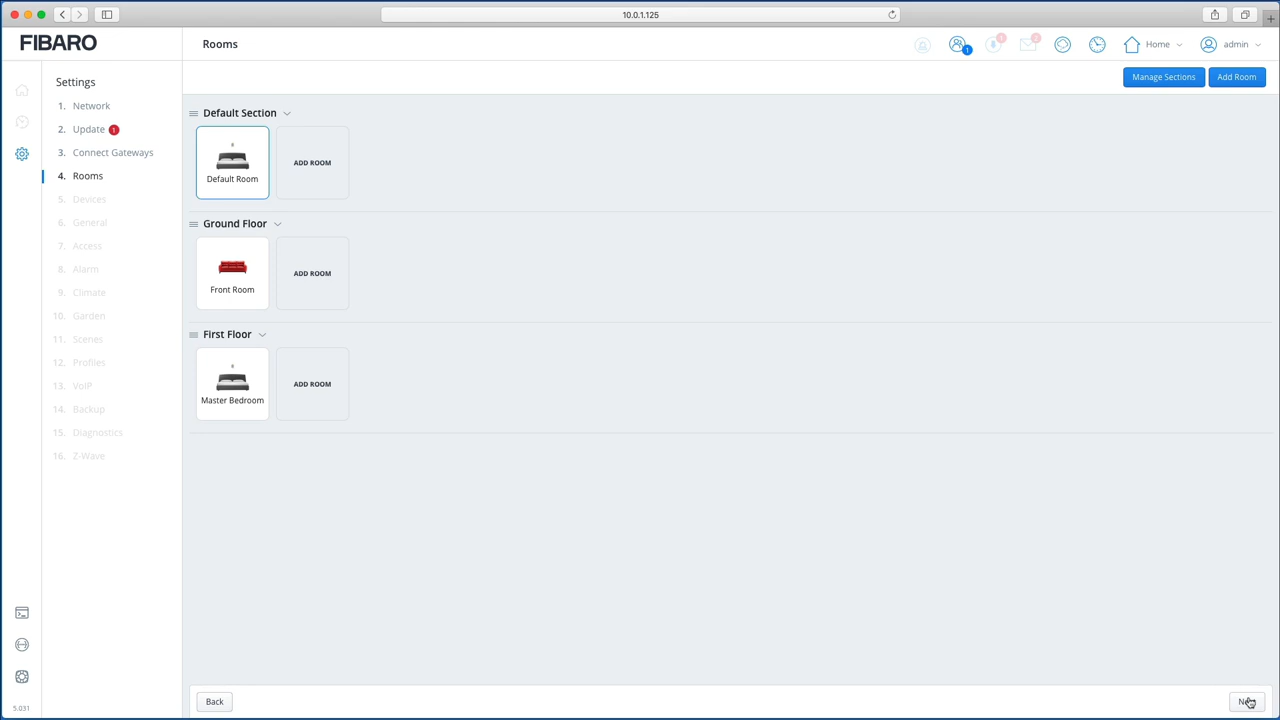 10.0.1.125
FIBARO
Rooms
1
1
2
Home
admin
Manage Sections
Add Room
Settings
1. Network
2. Update 1
3. Connect Gateways
4. Rooms
5. Devices
6. General
7. Access
8. Alarm
9. Climate
10. Garden
11. Scenes
12. Profiles
13. VoIP
14. Backup
15. Diagnostics
16. Z-Wave
5.031
Default Section
Default Room
ADD ROOM
Ground Floor
Front Room
ADD ROOM
First Floor
Master Bedroom
ADD ROOM
Back